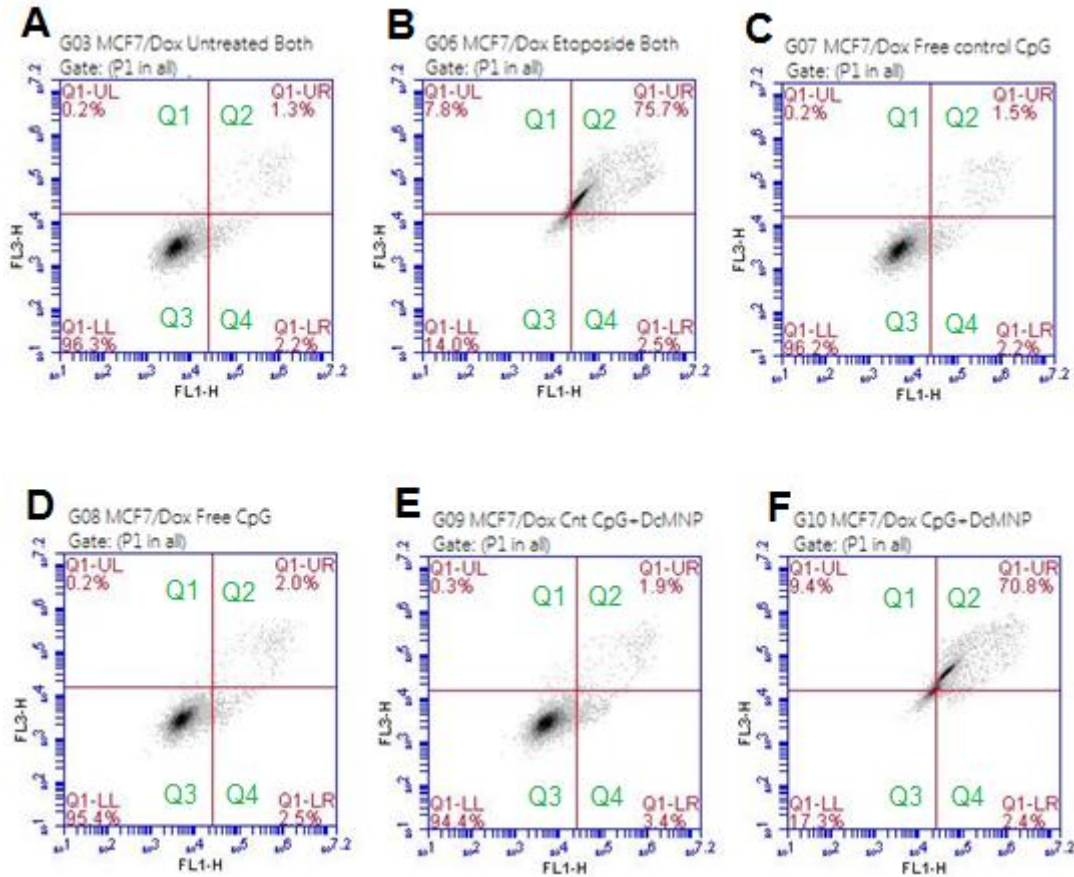 A
G03 MCF7/Dox Untreated Both
Gate: (P1 in all)
Q1-UL
0.2%
Q1
Q2
Q1-UR
1.3%
Q1-LL
96.3%
Q3
Q4
Q1-LR
2.2%
FL3-H
FL1-H
B
G06 MCF7/Dox Etoposide Both
Gate: (P1 in all)
Q1-UL
7.8%
Q1
Q2
Q1-UR
75.7%
Q1-LL
14.0%
Q3
Q4
Q1-LR
2.5%
FL3-H
FL1-H
C
G07 MCF7/Dox Free control CpG
Gate: (P1 in all)
Q1-UL
0.2%
Q1
Q2
Q1-UR
1.5%
Q1-LL
96.2%
Q3
Q4
Q1-LR
2.2%
FL3-H
FL1-H
D
G08 MCF7/Dox Free CpG
Gate: (P1 in all)
Q1-UL
0.2%
Q1
Q2
Q1-UR
2.0%
Q1-LL
95.4%
Q3
Q4
Q1-LR
2.5%
FL3-H
FL1-H
E
G09 MCF7/Dox Cnt CpG+DcMNP
Gate: (P1 in all)
Q1-UL
0.3%
Q1
Q2
Q1-UR
1.9%
Q1-LL
94.4%
Q3
Q4
Q1-LR
3.4%
FL3-H
FL1-H
F
G10 MCF7/Dox CpG+DcMNP
Gate: (P1 in all)
Q1-UL
9.4%
Q1
Q2
Q1-UR
70.8%
Q1-LL
17.3%
Q3
Q4
Q1-LR
2.4%
FL3-H
FL1-H